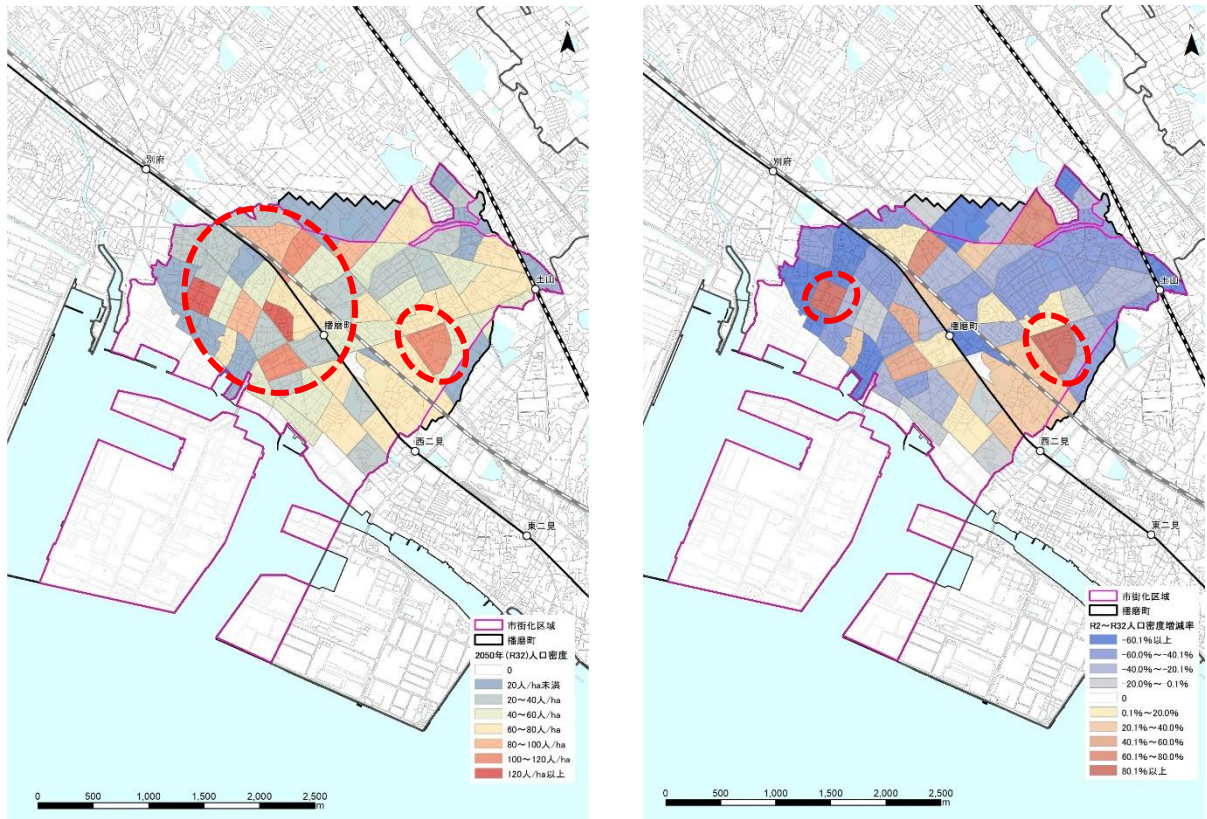 N
別府
土山
播磨町
西二見
東二見
市街化区域
播磨町
2050年(R32)人口密度
0
20人/ha未満
20～40人/ha
40～60人/ha
60～80人/ha
80～100人/ha
100～120人/ha
120人/ha以上
0 500 1,000 1,500 2,000 2,500
m
N
別府
土山
播磨町
西二見
東二見
市街化区域
播磨町
R2～R32人口密度増減率
-60.1%以上
-60.0%～-40.1%
-40.0%～-20.1%
-20.0%～-0.1%
0
0.1%～20.0%
20.1%～40.0%
40.1%～60.0%
60.1%～80.0%
80.1%以上
0 500 1,000 1,500 2,000 2,500
m